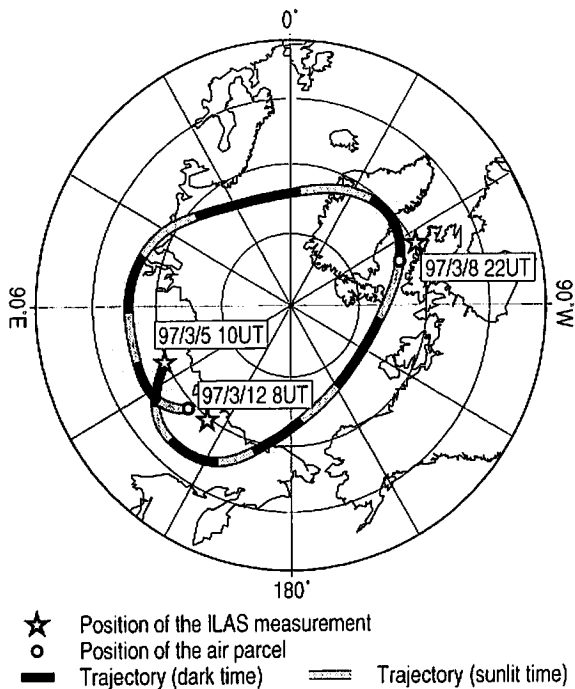 0°
97/3/8 22UT
90°E
90°W
97/3/5 10UT
97/3/12 8UT
180°
Position of the ILAS measurement
Position of the air parcel
Trajectory (dark time)
Trajectory (sunlit time)